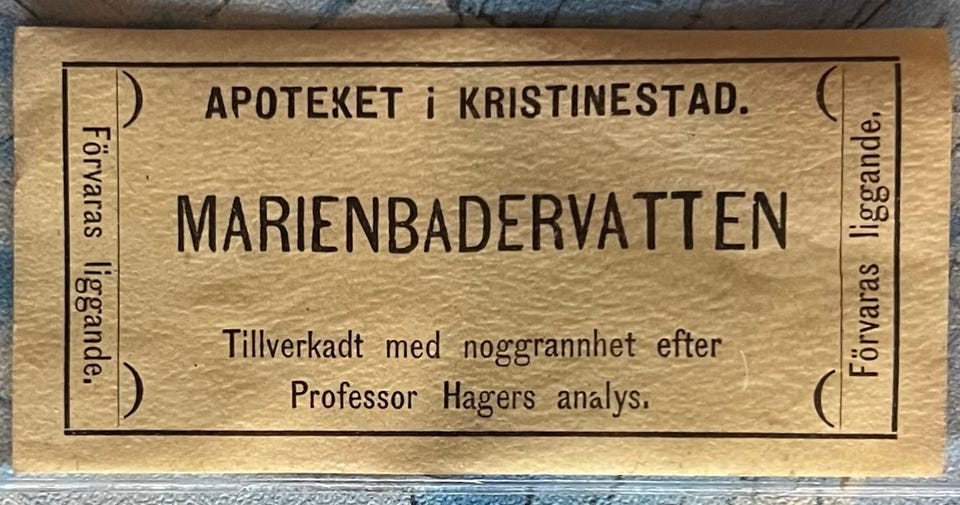 APOTEKET i KRISTINESTAD.
MARIENBADERVATTEN
Tillverkadt med noggrannhet efter
Professor Hagers analys.
Förvaras liggande.
Förvaras liggande.